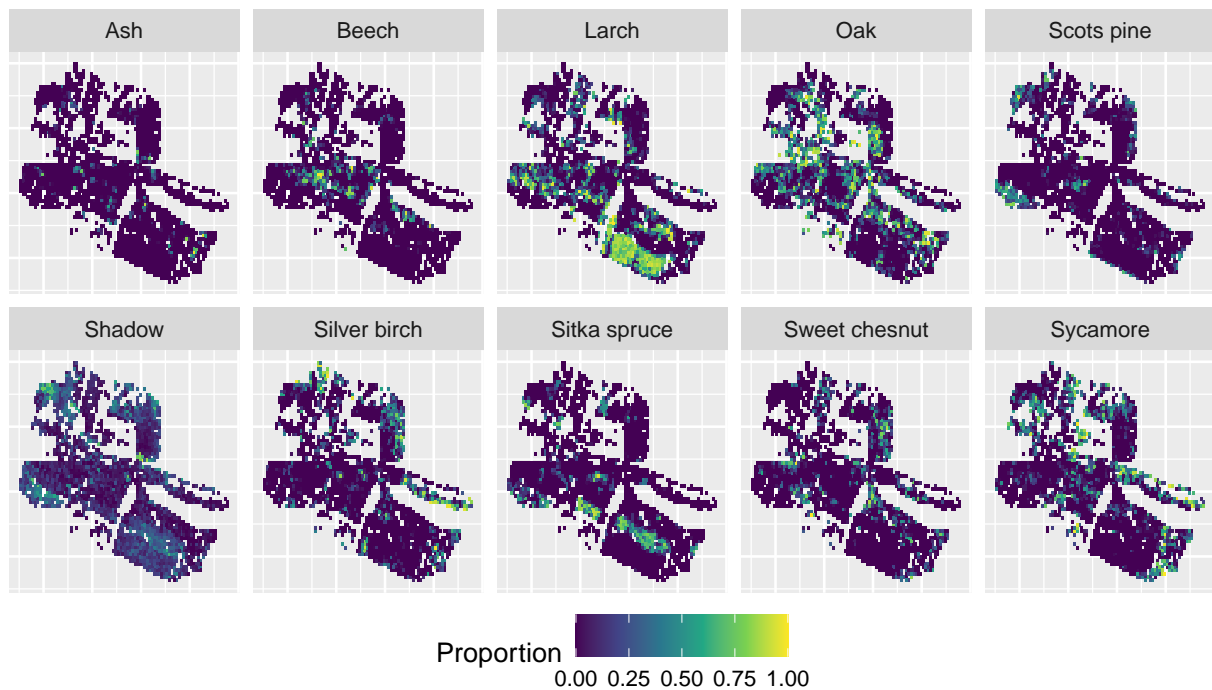 Ash Beech Larch Oak Scots pine
Shadow Silver birch Sitka spruce Sweet chesnut Sycamore
Proportion
0.00 0.25 0.50 0.75 1.00